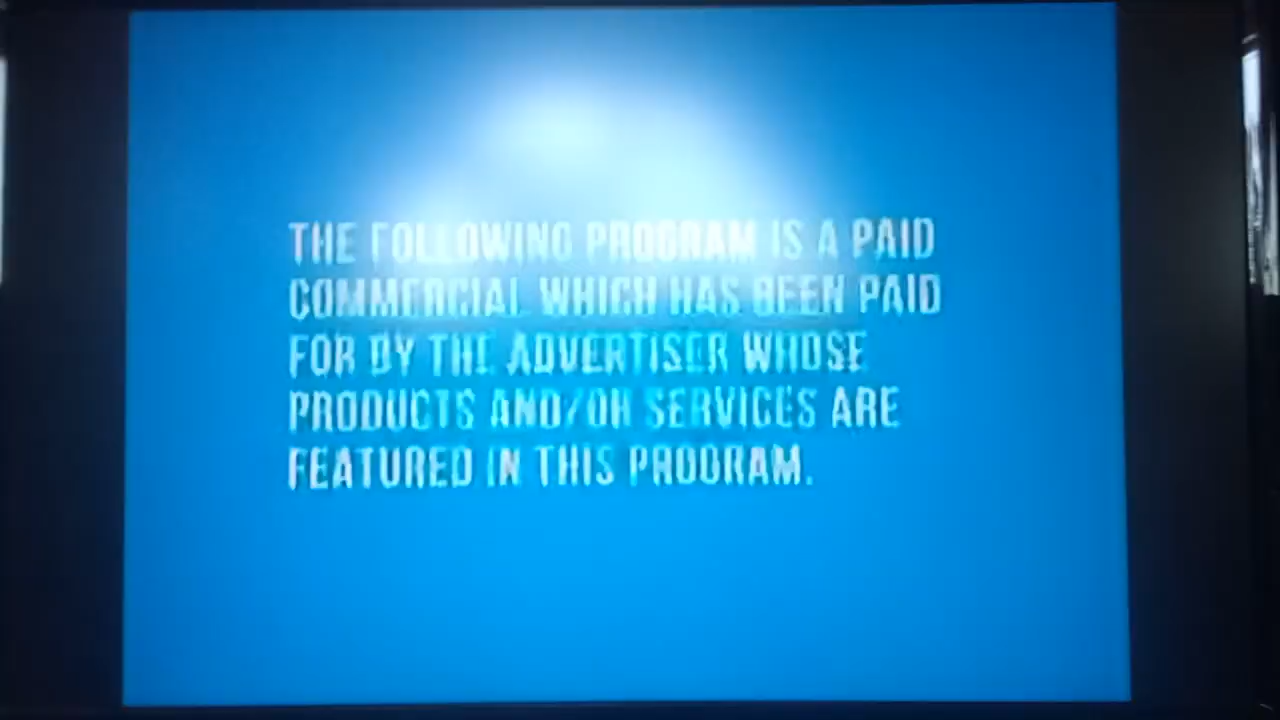 THE FOLLOWING PROGRAM IS A PAID
COMMERCIAL WHICH HAS BEEN PAID
FOR BY THE ADVERTISER WHOSE
PRODUCTS AND/OR SERVICES ARE
FEATURED IN THIS PROGRAM.